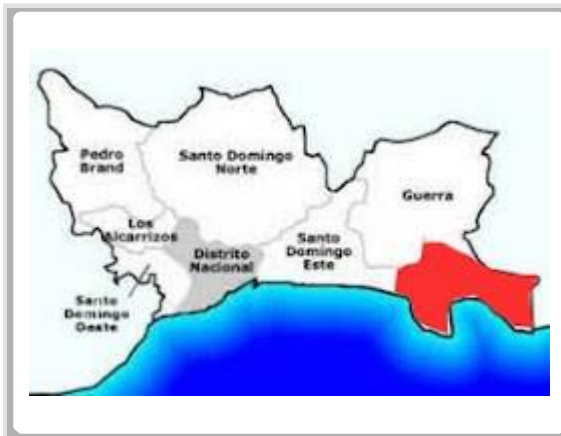 Pedro
Brand
Santo Domingo
Norte
Guerra
Los
Alcarrizos
Distrito
Nacional
Santo
Domingo
Este
Santo
Domingo
Oeste